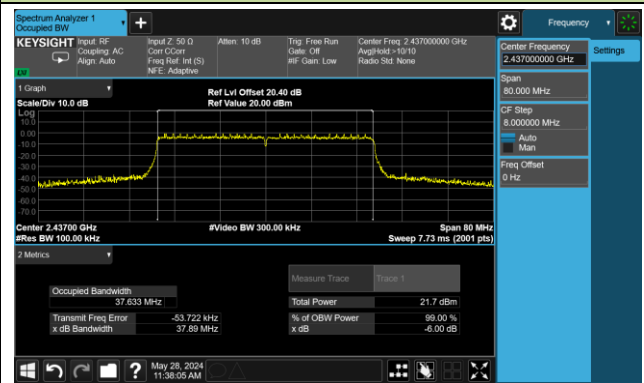 Spectrum Analyzer 1
Occupied BW
+
Frequency
KEYSIGHT
Input: RF
Coupling: AC
Align: Auto
Input Z: 50 Ω
Corr CCorr
Freq Ref: Int (S)
NFE: Adaptive
Atten: 10 dB
Trig: Free Run
Gate: Off
#IF Gain: Low
Center Freq: 2.437000000 GHz
Avg|Hold:>10/10
Radio Std: None
Center Frequency
2.437000000 GHz
Settings
Span
80.000 MHz
CF Step
8.000000 MHz
Auto
Man
Freq Offset
0 Hz
1 Graph
Scale/Div 10.0 dB
Ref Lvl Offset 20.40 dB
Ref Value 20.00 dBm
Log
10.0
0.00
-10.0
-20.0
-30.0
-40.0
-50.0
-60.0
-70.0
Center 2.43700 GHz
#Video BW 300.00 kHz
Span 80 MHz
#Res BW 100.00 kHz
Sweep 7.73 ms (2001 pts)
2 Metrics
Measure Trace
Trace 1
Occupied Bandwidth
37.633 MHz
Total Power
21.7 dBm
Transmit Freq Error
-53.722 kHz
% of OBW Power
99.00 %
x dB Bandwidth
37.89 MHz
x dB
-6.00 dB
?
May 28, 2024
11:38:05 AM